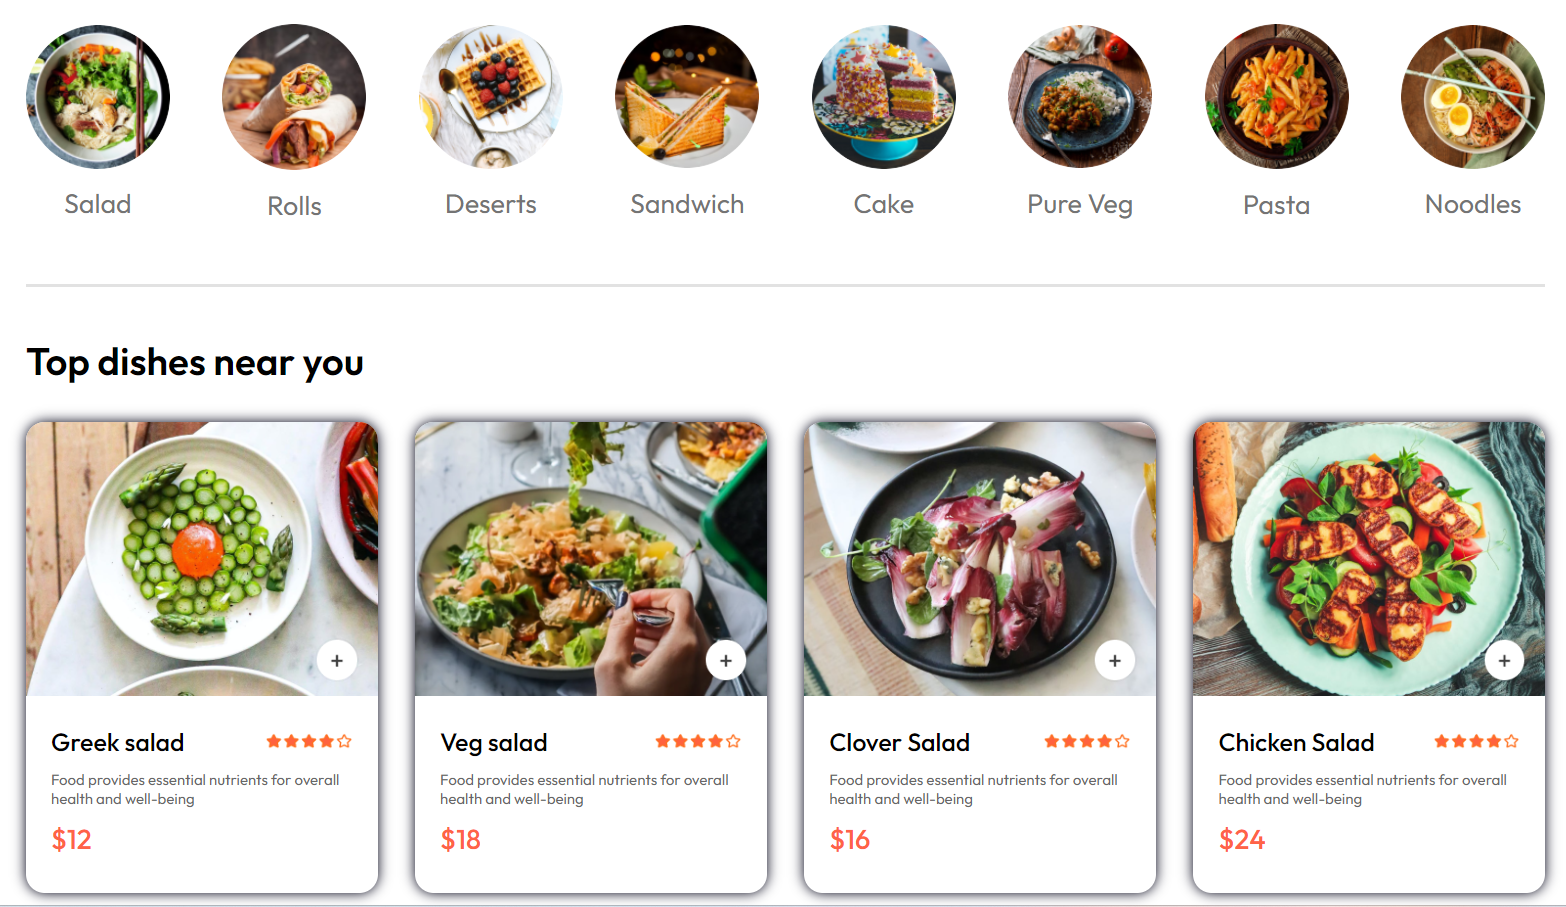 Salad
Rolls
Deserts
Sandwich
Cake
Pure Veg
Pasta
Noodles
Top dishes near you
Greek salad
Food provides essential nutrients for overall
health and well-being
$12
Veg salad
Food provides essential nutrients for overall
health and well-being
$18
Clover Salad
Food provides essential nutrients for overall
health and well-being
$16
Chicken Salad
Food provides essential nutrients for overall
health and well-being
$24